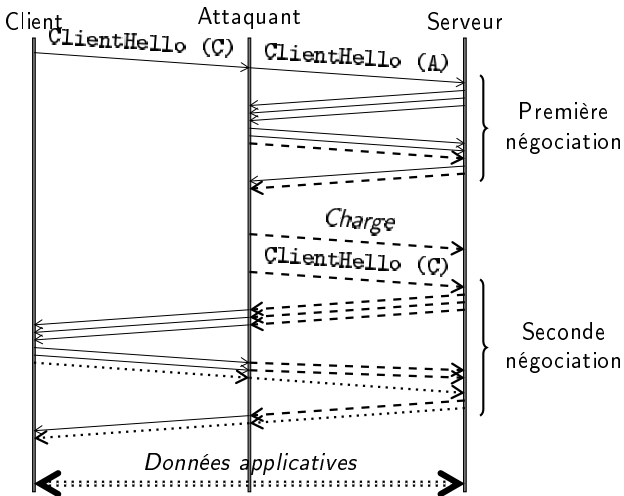 Client
Attaquant
Serveur
ClientHello (C)
ClientHello (A)
Première
négociation
Charge
ClientHello (C)
Seconde
négociation
Données applicatives